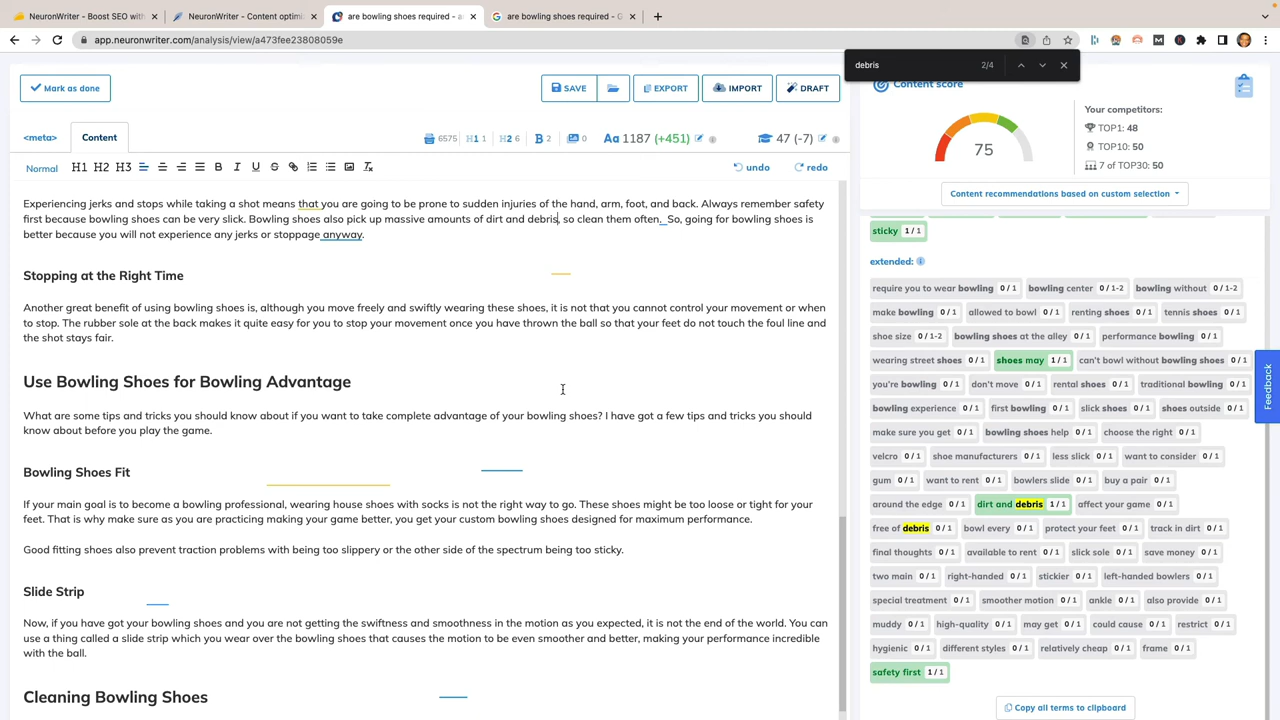 NeuronWriter - Boost SEO with
NeuronWriter - Content optimi
are bowling shoes required - a
are bowling shoes required - G
app.neuronwriter.com/analysis/view/a473fee23808059e
debris 2/4
Mark as done
SAVE
EXPORT
IMPORT
DRAFT
<meta>
Content
6575
H1 1
H2 6
B 2
0
Aa 1187 (+451)
47 (-7)
Normal
H1 H2 H3
B I U S
undo
redo
Experiencing jerks and stops while taking a shot means that you are going to be prone to sudden injuries of the hand, arm, foot, and back. Always remember safety
first because bowling shoes can be very slick. Bowling shoes also pick up massive amounts of dirt and debris, so clean them often. So, going for bowling shoes is
better because you will not experience any jerks or stoppage anyway.
Stopping at the Right Time
Another great benefit of using bowling shoes is, although you move freely and swiftly wearing these shoes, it is not that you cannot control your movement or when
to stop. The rubber sole at the back makes it quite easy for you to stop your movement once you have thrown the ball so that your feet do not touch the foul line and
the shot stays fair.
Use Bowling Shoes for Bowling Advantage
What are some tips and tricks you should know about if you want to take complete advantage of your bowling shoes? I have got a few tips and tricks you should
know about before you play the game.
Bowling Shoes Fit
If your main goal is to become a bowling professional, wearing house shoes with socks is not the right way to go. These shoes might be too loose or tight for your
feet. That is why make sure as you are practicing making your game better, you get your custom bowling shoes designed for maximum performance.
Good fitting shoes also prevent traction problems with being too slippery or the other side of the spectrum being too sticky.
Slide Strip
Now, if you have got your bowling shoes and you are not getting the swiftness and smoothness in the motion as you expected, it is not the end of the world. You can
use a thing called a slide strip which you wear over the bowling shoes that causes the motion to be even smoother and better, making your performance incredible
with the ball.
Cleaning Bowling Shoes
Content score
75
Your competitors:
TOP1: 48
TOP10: 50
7 of TOP30: 50
Content recommendations based on custom selection
sticky 1 / 1
extended:
require you to wear bowling 0 / 1 bowling center 0 / 1-2 bowling without 0 / 1-2
make bowling 0 / 1 allowed to bowl 0 / 1 renting shoes 0 / 1 tennis shoes 0 / 1
shoe size 0 / 1-2 bowling shoes at the alley 0 / 1 performance bowling 0 / 1
wearing street shoes 0 / 1 shoes may 1 / 1 can't bowl without bowling shoes 0 / 1
you're bowling 0 / 1 don't move 0 / 1 rental shoes 0 / 1 traditional bowling 0 / 1
bowling experience 0 / 1 first bowling 0 / 1 slick shoes 0 / 1 shoes outside 0 / 1
make sure you get 0 / 1 bowling shoes help 0 / 1 choose the right 0 / 1
velcro 0 / 1 shoe manufacturers 0 / 1 less slick 0 / 1 want to consider 0 / 1
gum 0 / 1 want to rent 0 / 1 bowlers slide 0 / 1 buy a pair 0 / 1
around the edge 0 / 1 dirt and debris 1 / 1 affect your game 0 / 1
free of debris 0 / 1 bowl every 0 / 1 protect your feet 0 / 1 track in dirt 0 / 1
final thoughts 0 / 1 available to rent 0 / 1 slick sole 0 / 1 save money 0 / 1
two main 0 / 1 right-handed 0 / 1 stickier 0 / 1 left-handed bowlers 0 / 1
special treatment 0 / 1 smoother motion 0 / 1 ankle 0 / 1 also provide 0 / 1
muddy 0 / 1 high-quality 0 / 1 may get 0 / 1 could cause 0 / 1 restrict 0 / 1
hygienic 0 / 1 different styles 0 / 1 relatively cheap 0 / 1 frame 0 / 1
safety first 1 / 1
Copy all terms to clipboard
Feedback